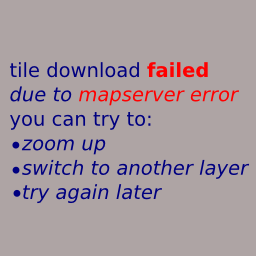 tile download failed
due to mapserver error
you can try to:
•zoom up
•switch to another layer
•try again later